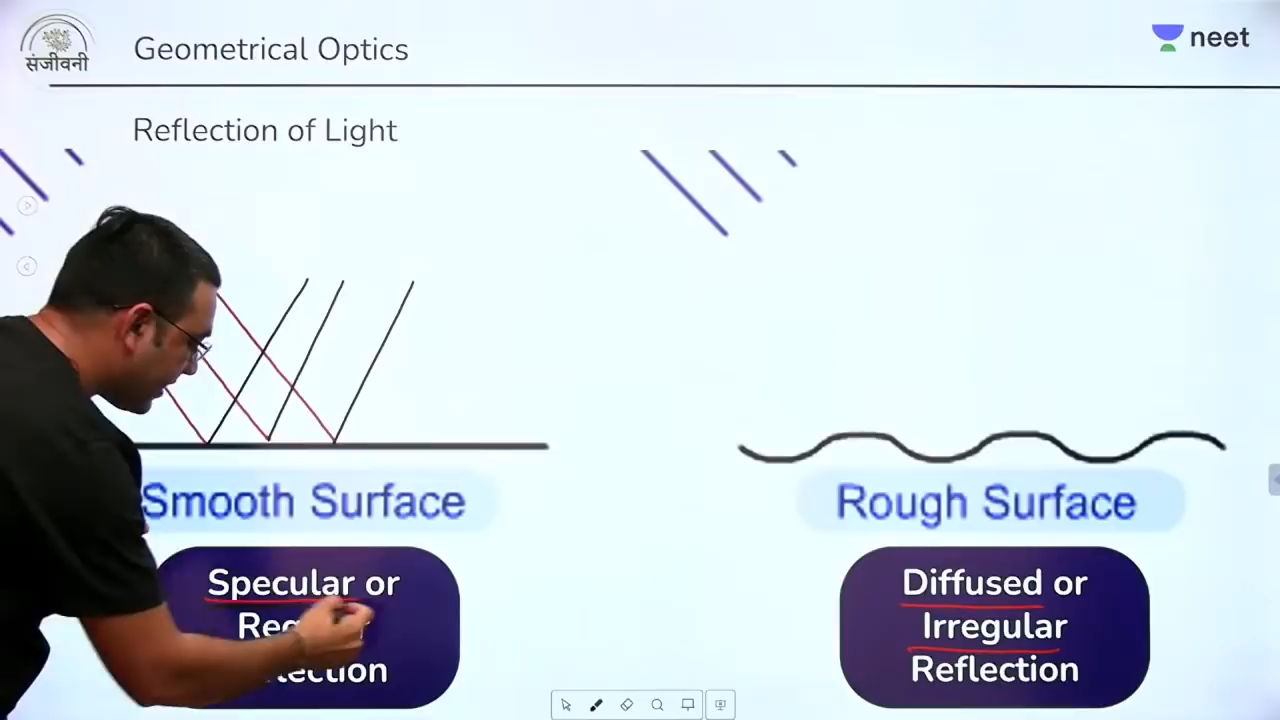 संजीवनी
Geometrical Optics
neet
Reflection of Light
Smooth Surface
Rough Surface
Specular or
Diffused or
Irregular
Reflection